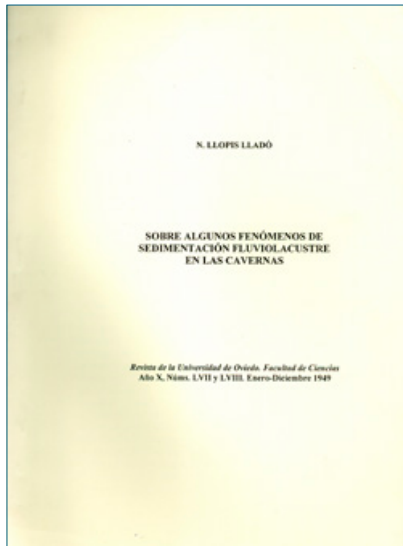 N. LLOPIS LLADÓ
SOBRE ALGUNOS FENÓMENOS DE
SEDIMENTACIÓN FLUVIOLACUSTRE
EN LAS CAVERNAS
Revista de la Universidad de Oviedo. Facultad de Ciencias
Año X, Núms. LVII y LVIII. Enero-Diciembre 1949